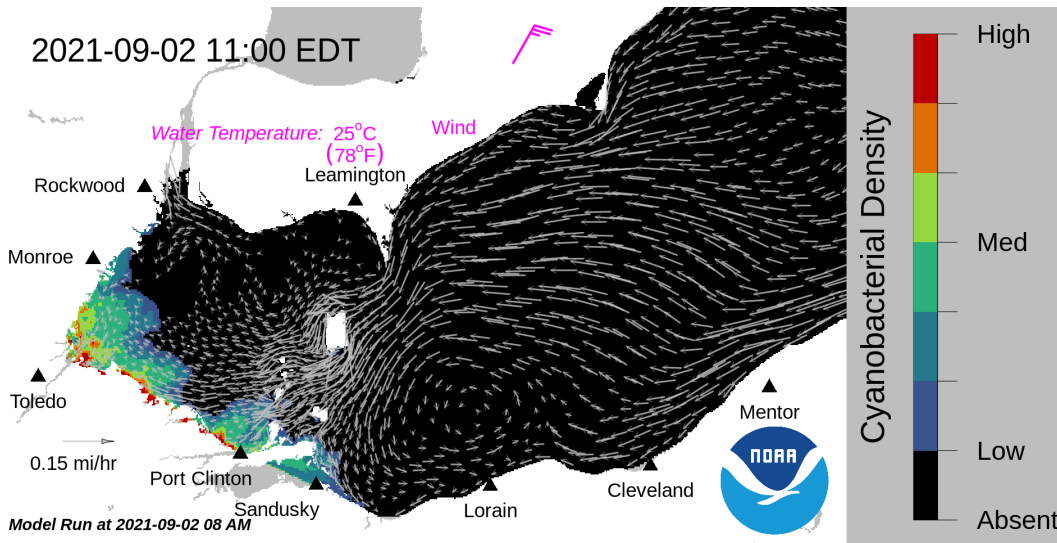 2021-09-02 11:00 EDT
Water Temperature: 25°C
(78°F)
Wind
Leamington
Rockwood
Monroe
Toledo
0.15 mi/hr
Port Clinton
Sandusky
Lorain
Cleveland
Mentor
NOAA
Model Run at 2021-09-02 08 AM
Cyanobacterial Density
High
Med
Low
Absent